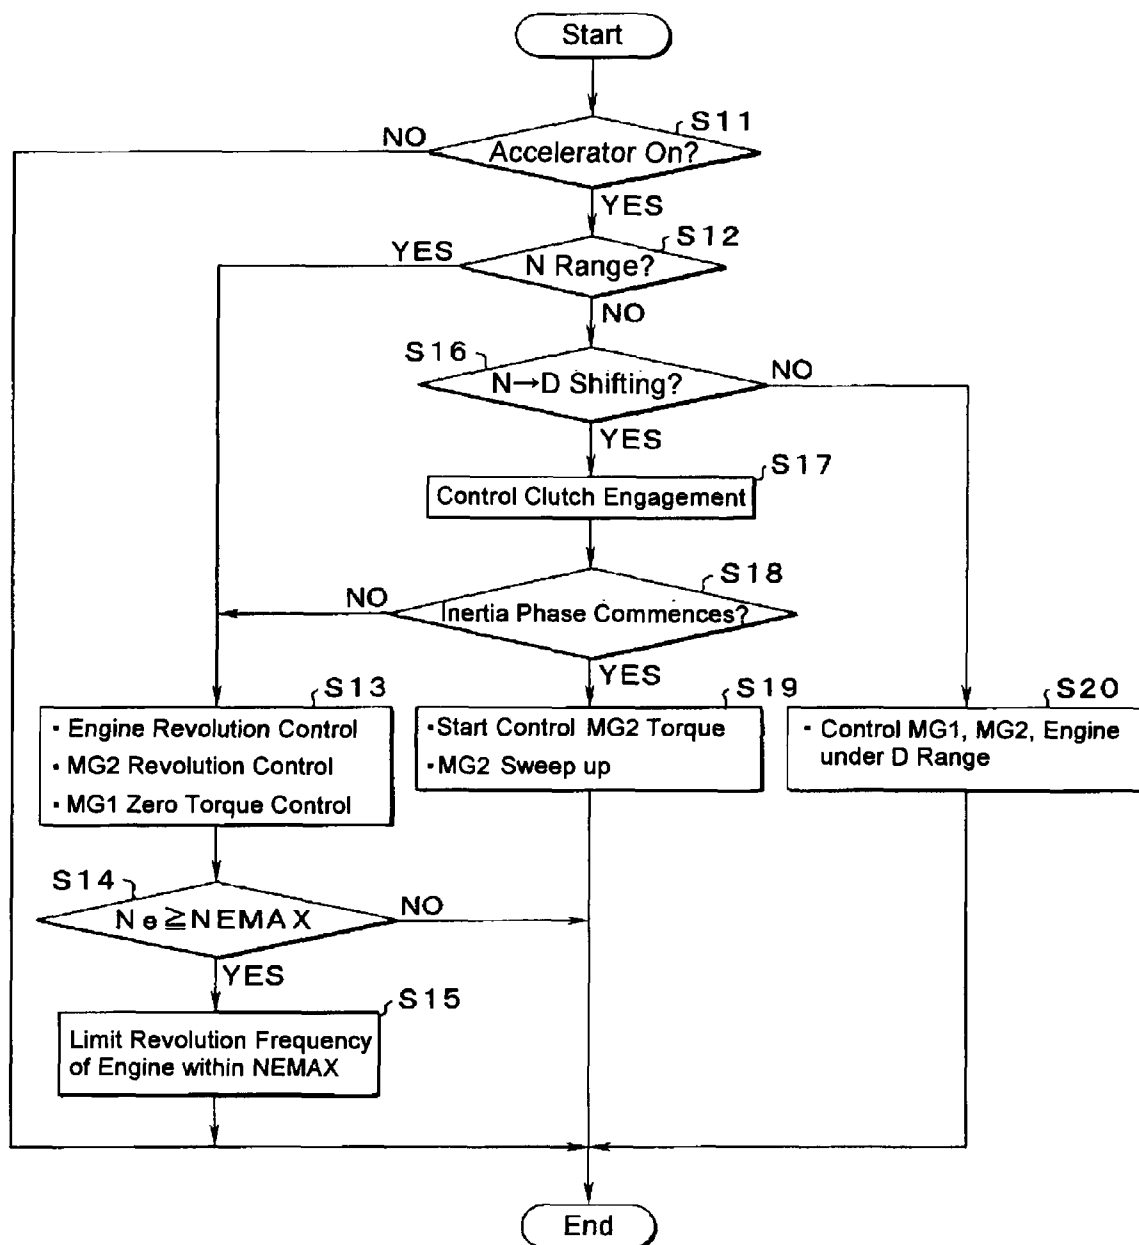 Start
S11
NO
Accelerator On?
YES
S12
YES
N Range?
NO
S16
NO
N→D Shifting?
YES
S17
Control Clutch Engagement
S18
NO
Inertia Phase Commences?
YES
S13
S19
S20
・Engine Revolution Control
・MG2 Revolution Control
・MG1 Zero Torque Control
・Start Control MG2 Torque
・MG2 Sweep up
・Control MG1, MG2, Engine
under D Range
S14
NO
Ne≧NEMAX
YES
S15
Limit Revolution Frequency
of Engine within NEMAX
End